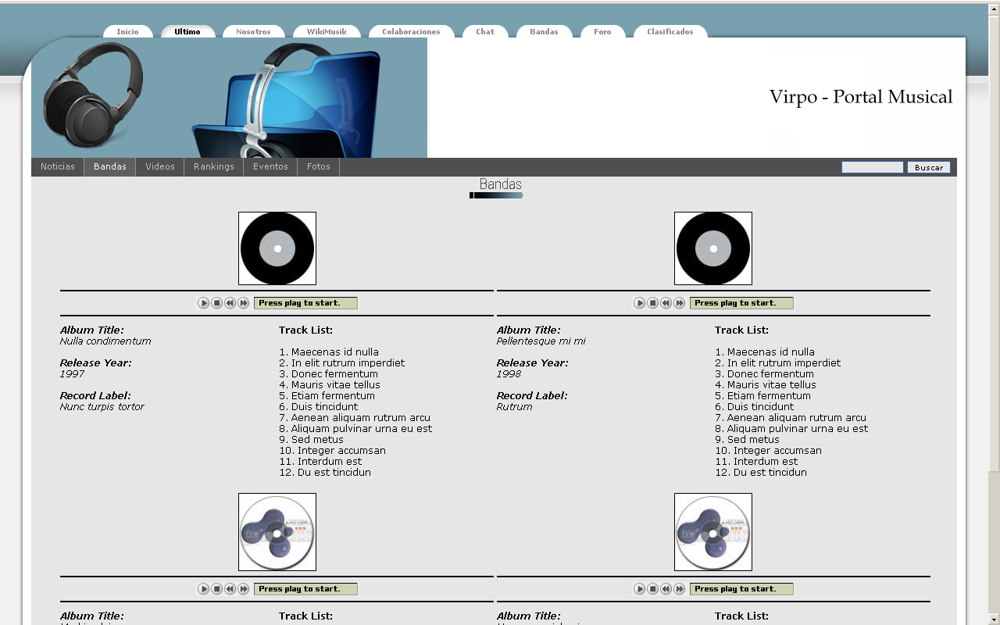 Inicio Ultimo Nosotros WikiMusik Colaboraciones Chat Bandas Foro Clasificados
Virpo - Portal Musical
Noticias Bandas Videos Rankings Eventos Fotos Buscar
Bandas
Press play to start.
Album Title:
Nulla condimentum
Release Year:
1997
Record Label:
Nunc turpis tortor
Track List:
1. Maecenas id nulla
2. In elit rutrum imperdiet
3. Donec fermentum
4. Mauris vitae tellus
5. Etiam fermentum
6. Duis tincidunt
7. Aenean aliquam rutrum arcu
8. Aliquam pulvinar urna eu est
9. Sed metus
10. Integer accumsan
11. Interdum est
12. Du est tincidun
Press play to start.
Album Title:
Pellentesque mi mi
Release Year:
1998
Record Label:
Rutrum
Track List:
1. Maecenas id nulla
2. In elit rutrum imperdiet
3. Donec fermentum
4. Mauris vitae tellus
5. Etiam fermentum
6. Duis tincidunt
7. Aenean aliquam rutrum arcu
8. Aliquam pulvinar urna eu est
9. Sed metus
10. Integer accumsan
11. Interdum est
12. Du est tincidun
Press play to start.
Album Title:
Track List:
Press play to start.
Album Title:
Track List: